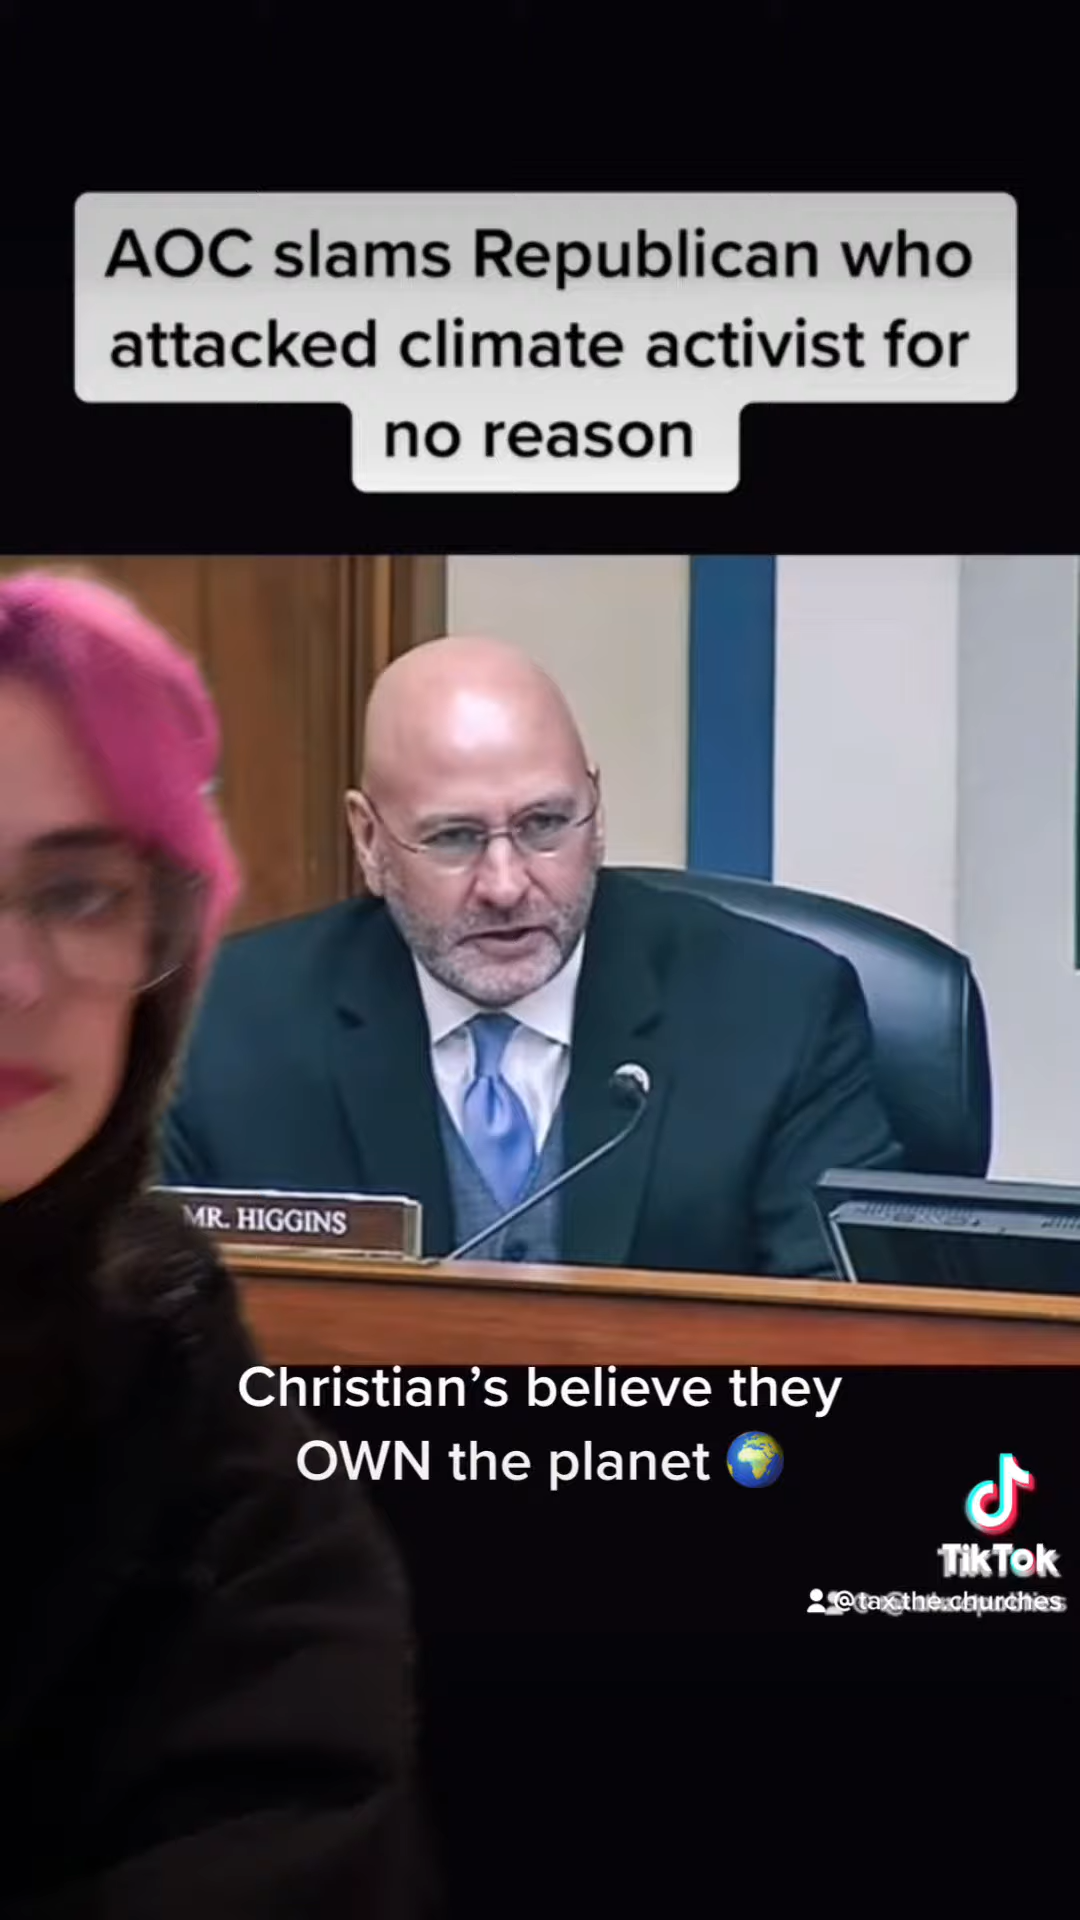 AOC slams Republican who
attacked climate activist for
no reason
MR. HIGGINS
Christian’s believe they
OWN the planet 🌍
TikTok
@tax.the.churches